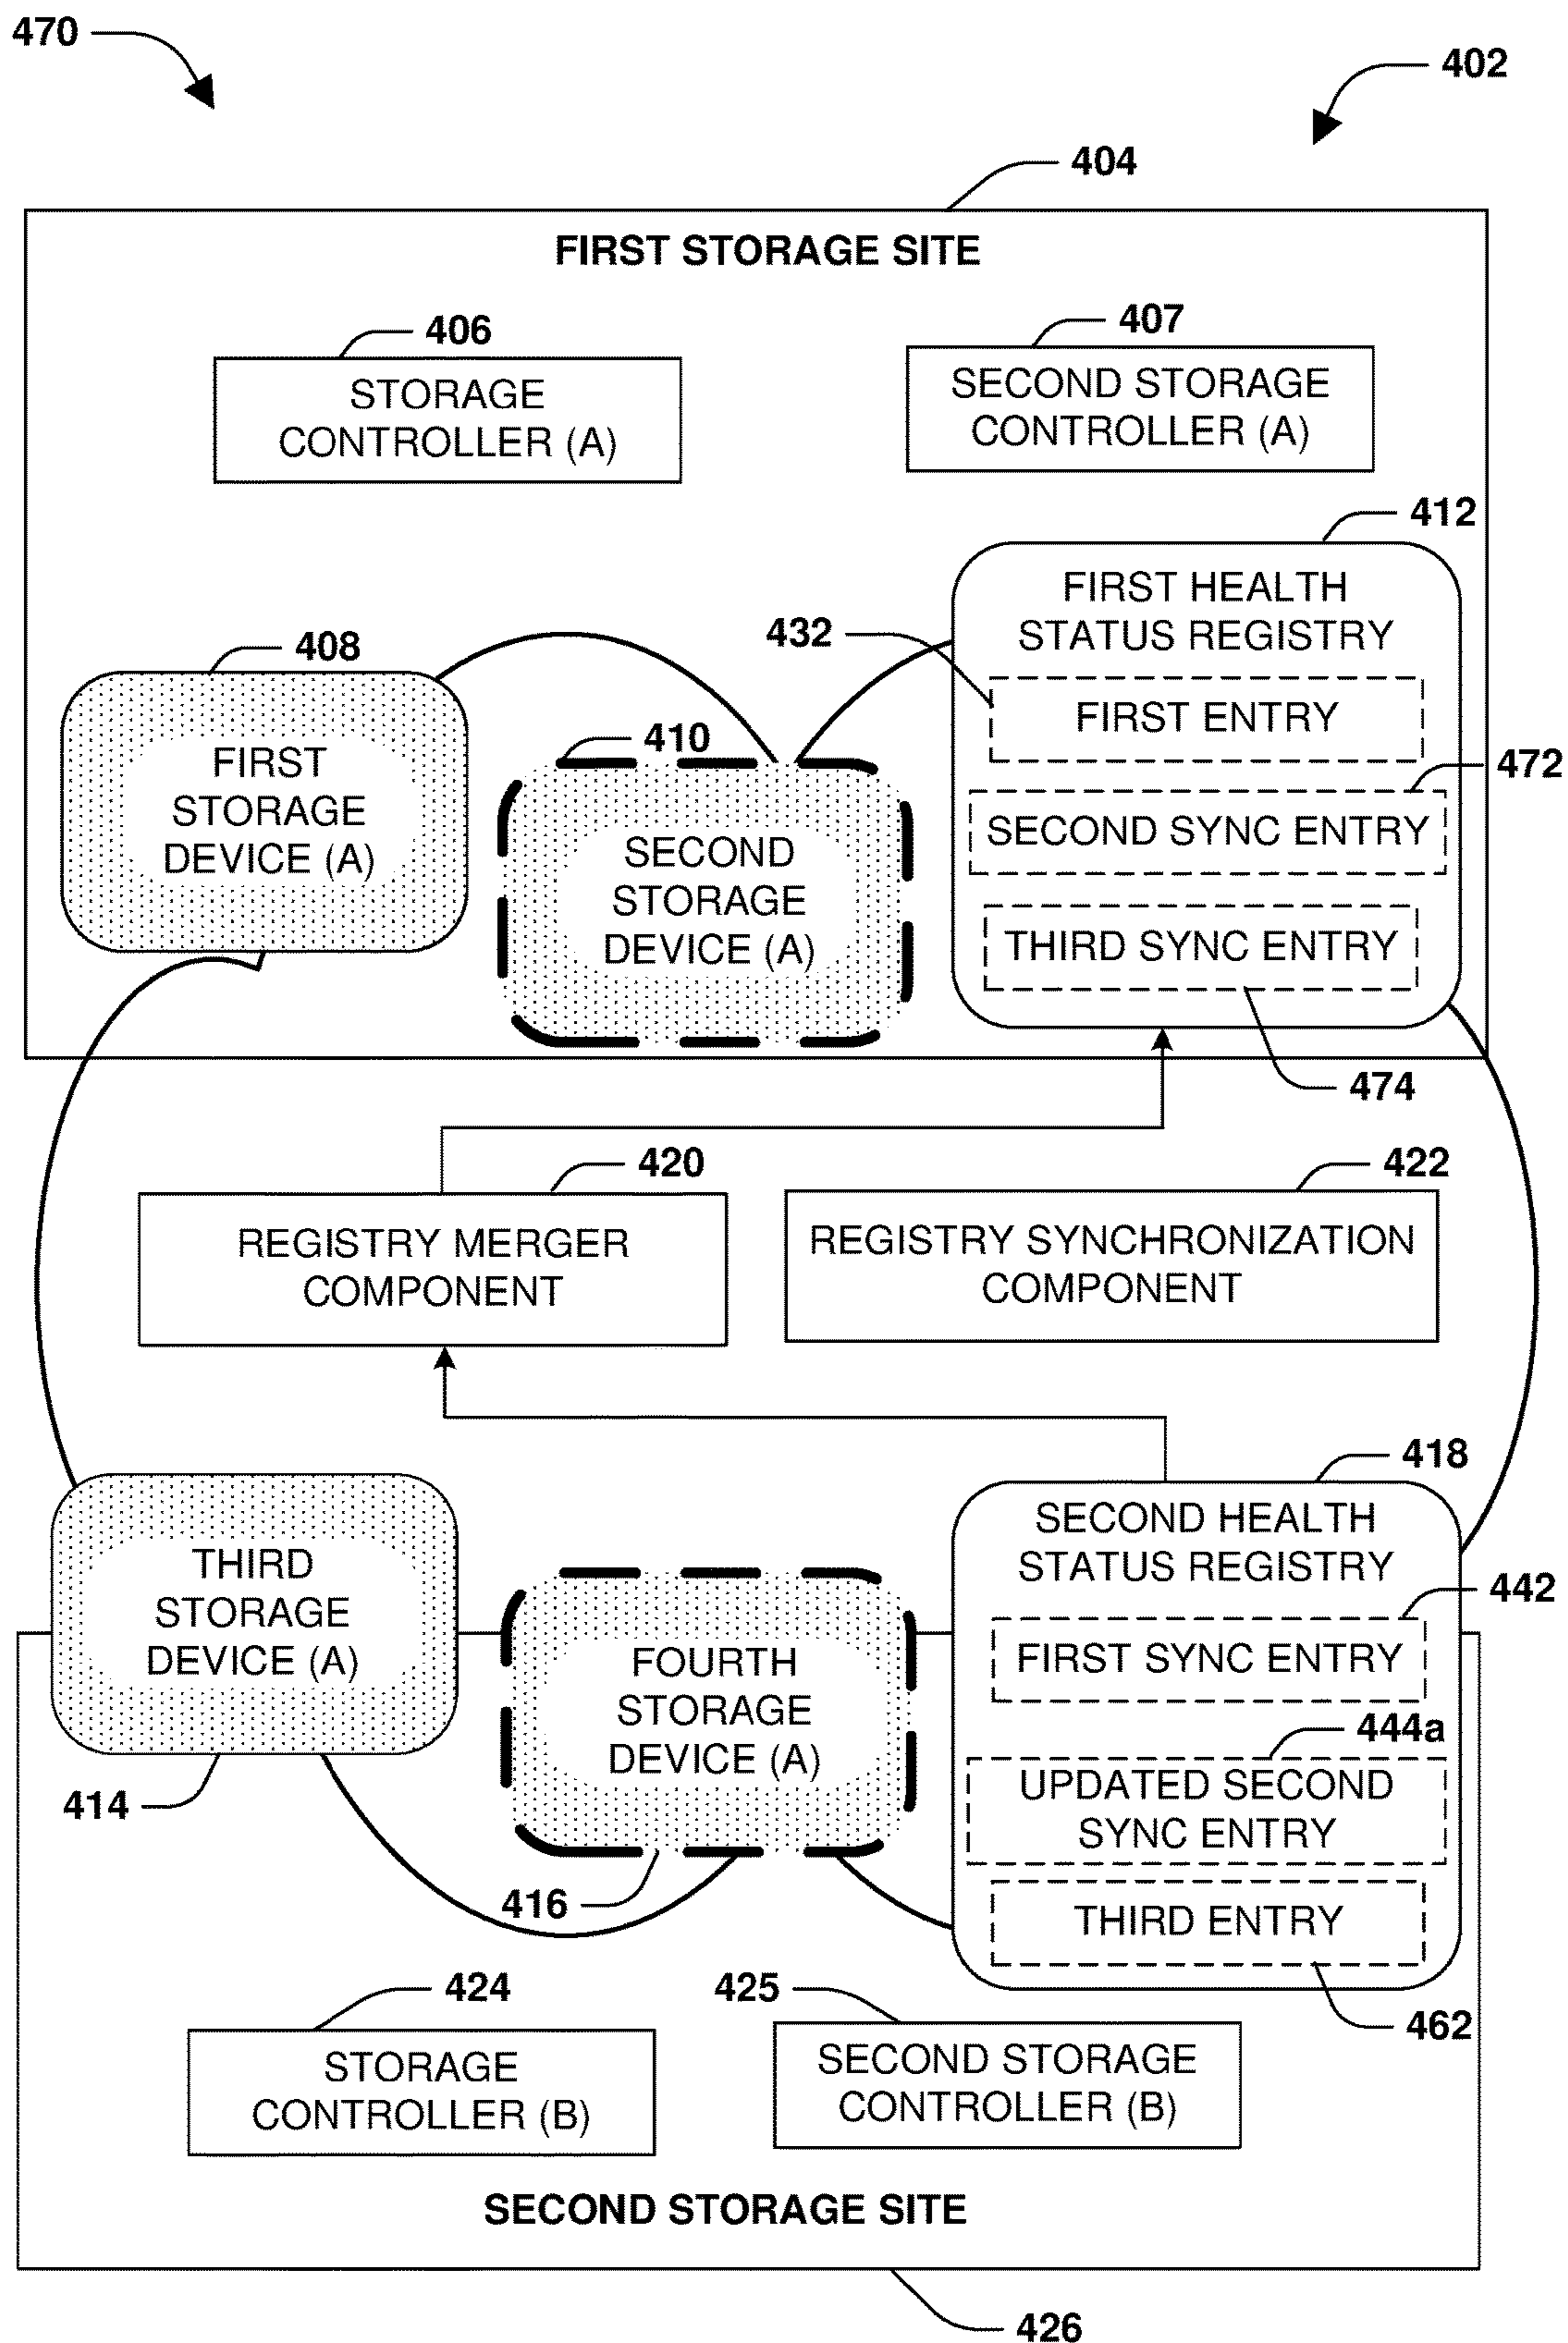 470
402
404
FIRST STORAGE SITE
406
407
STORAGE
CONTROLLER (A)
SECOND STORAGE
CONTROLLER (A)
412
FIRST HEALTH
STATUS REGISTRY
432
408
FIRST ENTRY
FIRST
STORAGE
DEVICE (A)
410
472
SECOND SYNC ENTRY
SECOND
STORAGE
DEVICE (A)
THIRD SYNC ENTRY
474
420
422
REGISTRY MERGER
COMPONENT
REGISTRY SYNCHRONIZATION
COMPONENT
418
SECOND HEALTH
STATUS REGISTRY
THIRD
STORAGE
DEVICE (A)
442
FIRST SYNC ENTRY
FOURTH
STORAGE
DEVICE (A)
444a
414
UPDATED SECOND
SYNC ENTRY
416
THIRD ENTRY
424
425
462
STORAGE
CONTROLLER (B)
SECOND STORAGE
CONTROLLER (B)
SECOND STORAGE SITE
426